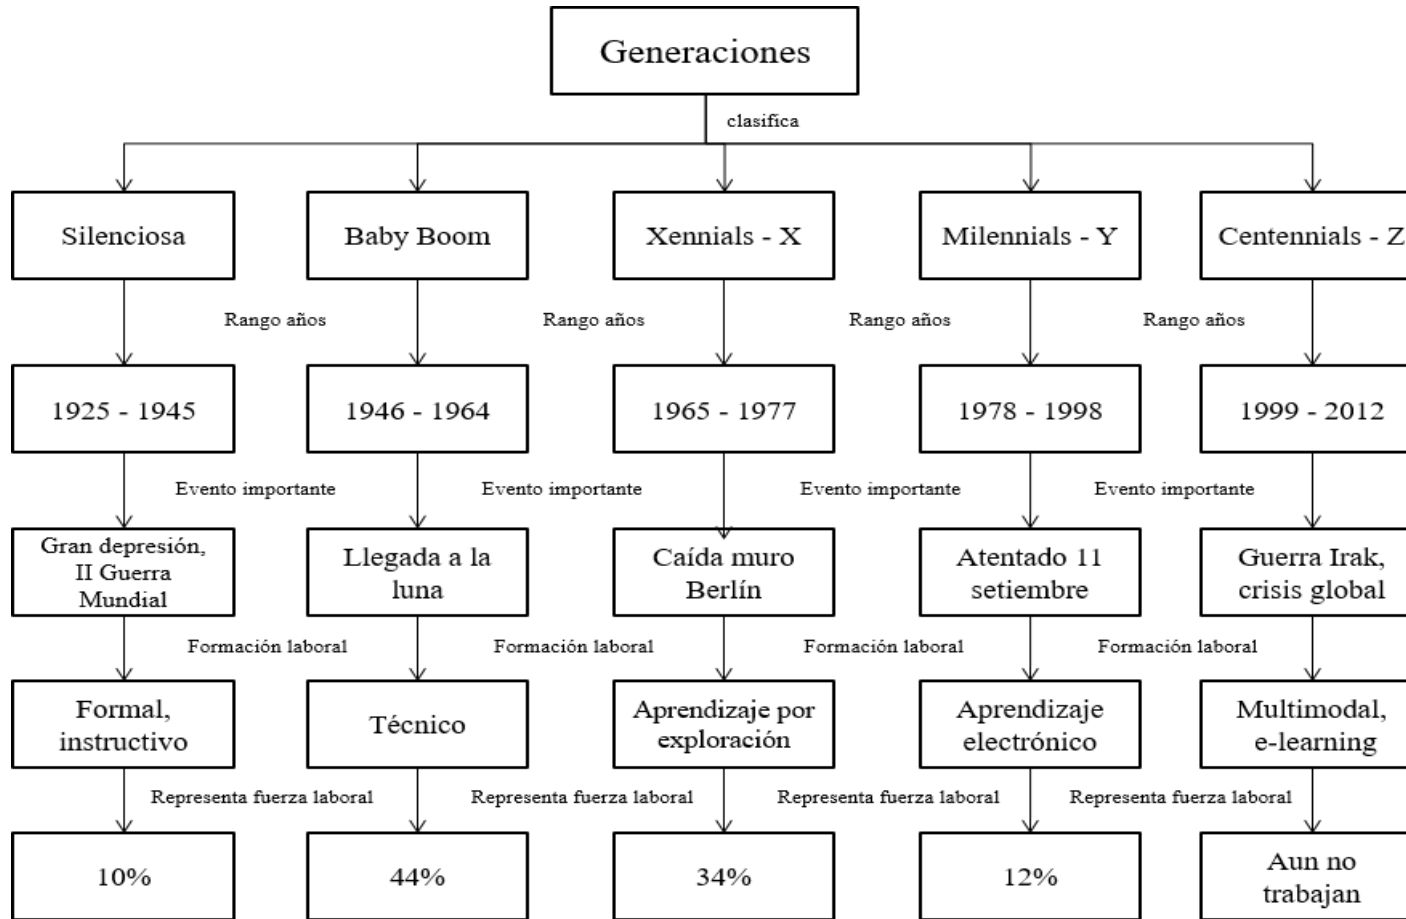 Generaciones
clasifica
Silenciosa
Baby Boom
Xennials - X
Milennials - Y
Centennials - Z
Rango años
Rango años
Rango años
Rango años
1925 - 1945
1946 - 1964
1965 - 1977
1978 - 1998
1999 - 2012
Evento importante
Evento importante
Evento importante
Evento importante
Gran depresión,
II Guerra
Mundial
Llegada a la
luna
Caída muro
Berlín
Atentado 11
setiembre
Guerra Irak,
crisis global
Formación laboral
Formación laboral
Formación laboral
Formación laboral
Formal,
instructivo
Técnico
Aprendizaje por
exploración
Aprendizaje
electrónico
Multimodal,
e-learning
Representa fuerza laboral
Representa fuerza laboral
Representa fuerza laboral
Representa fuerza laboral
10%
44%
34%
12%
Aun no
trabajan